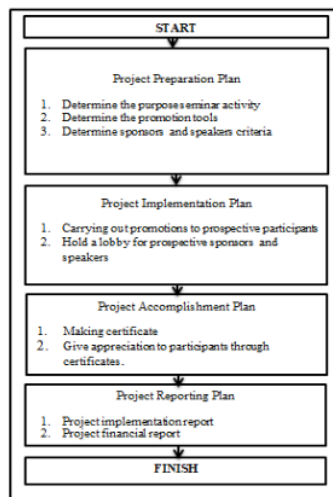 START
Project Preparation Plan
1. Determine the purposes seminar activity
2. Determine the promotion tools
3. Determine sponsors and speakers criteria
Project Implementation Plan
1. Carrying out promotions to prospective participants
2. Hold a lobby for prospective sponsors and
speakers
Project Accomplishment Plan
1. Making certificate
2. Give appreciation to participants through
certificates.
Project Reporting Plan
1. Project implementation report
2. Project financial report
FINISH